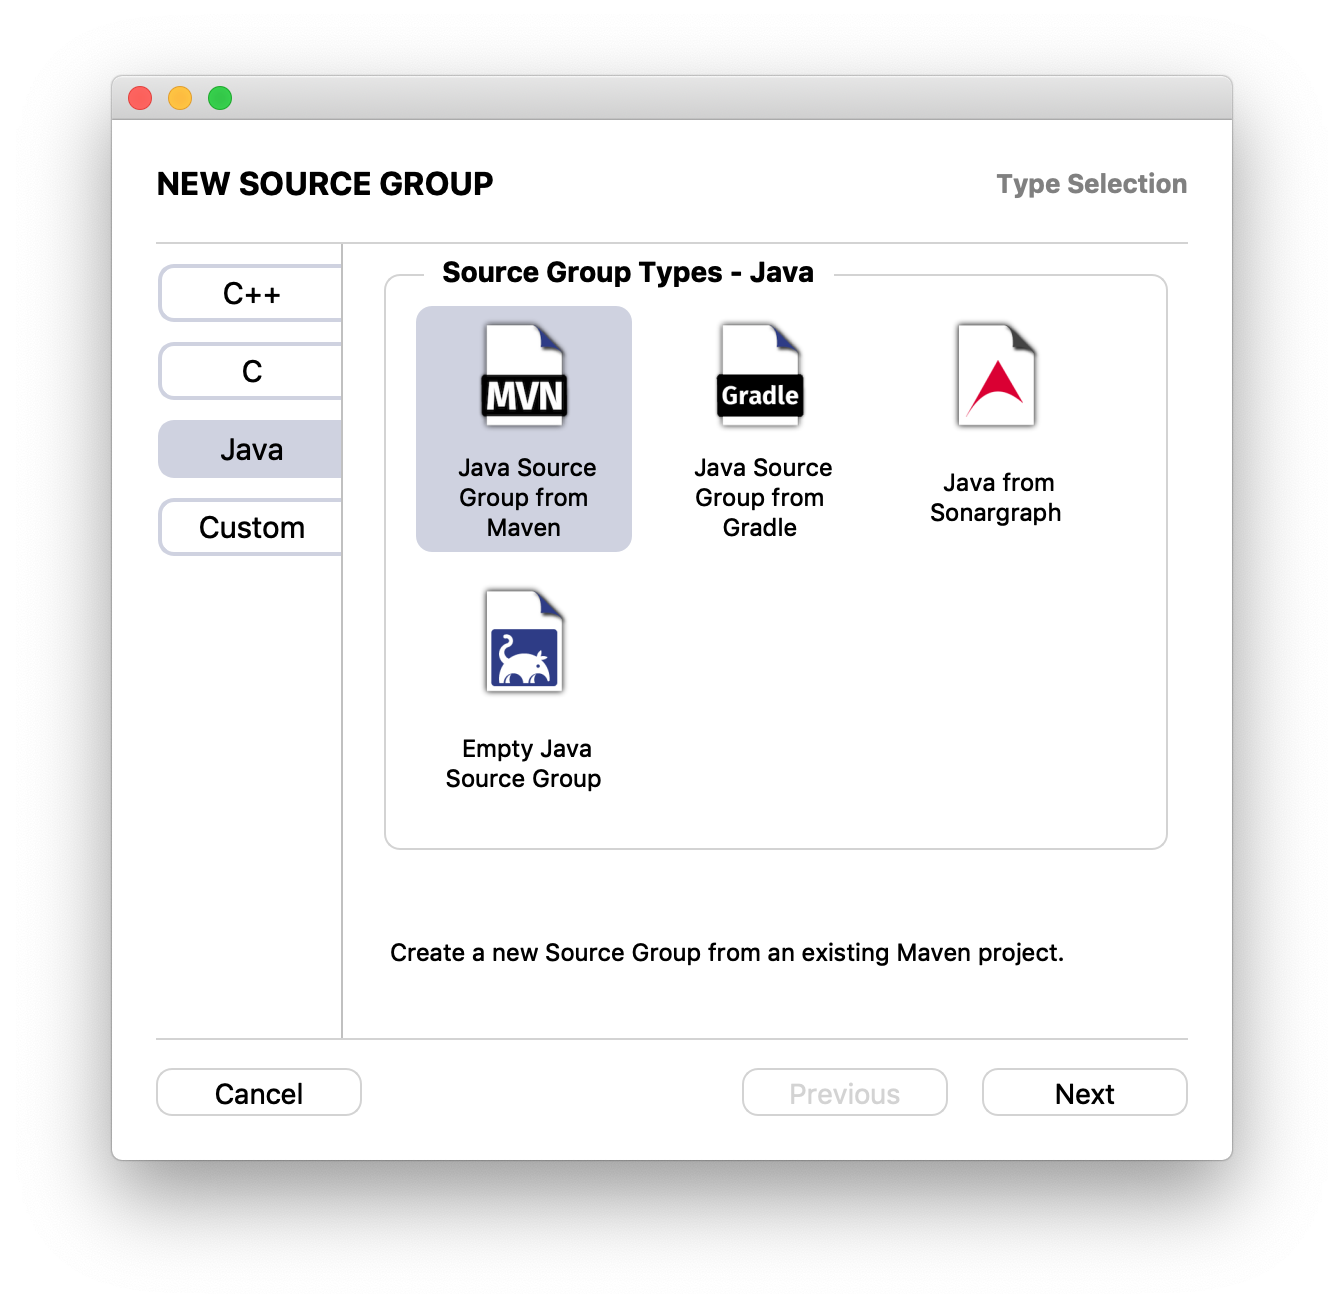 NEW SOURCE GROUP
Type Selection
C++
C
Java
Custom
Source Group Types - Java
MVN
Java Source
Group from
Maven
Gradle
Java Source
Group from
Gradle
Java from
Sonargraph
Empty Java
Source Group
Create a new Source Group from an existing Maven project.
Cancel
Previous
Next